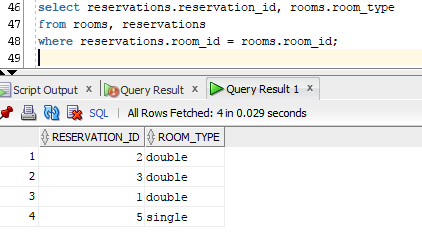 46 select reservations.reservation_id, rooms.room_type
47 from rooms, reservations
48 where reservations.room_id = rooms.room_id;
49
Script Output x Query Result x Query Result 1 x
SQL | All Rows Fetched: 4 in 0.029 seconds
RESERVATION_ID ROOM_TYPE
1 2 double
2 3 double
3 1 double
4 5 single